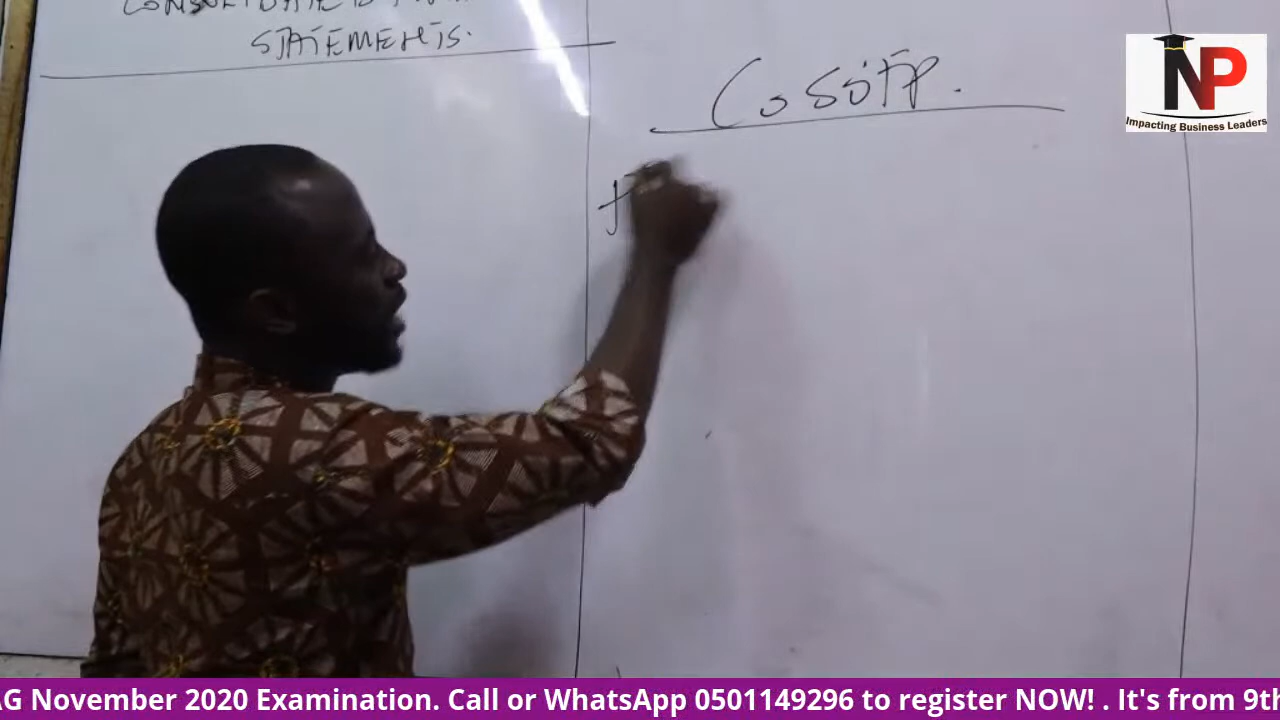 STATEMENTS.
CoSOFP.
NP
Impacting Business Leaders
AG November 2020 Examination. Call or WhatsApp 0501149296 to register NOW! . It's from 9th